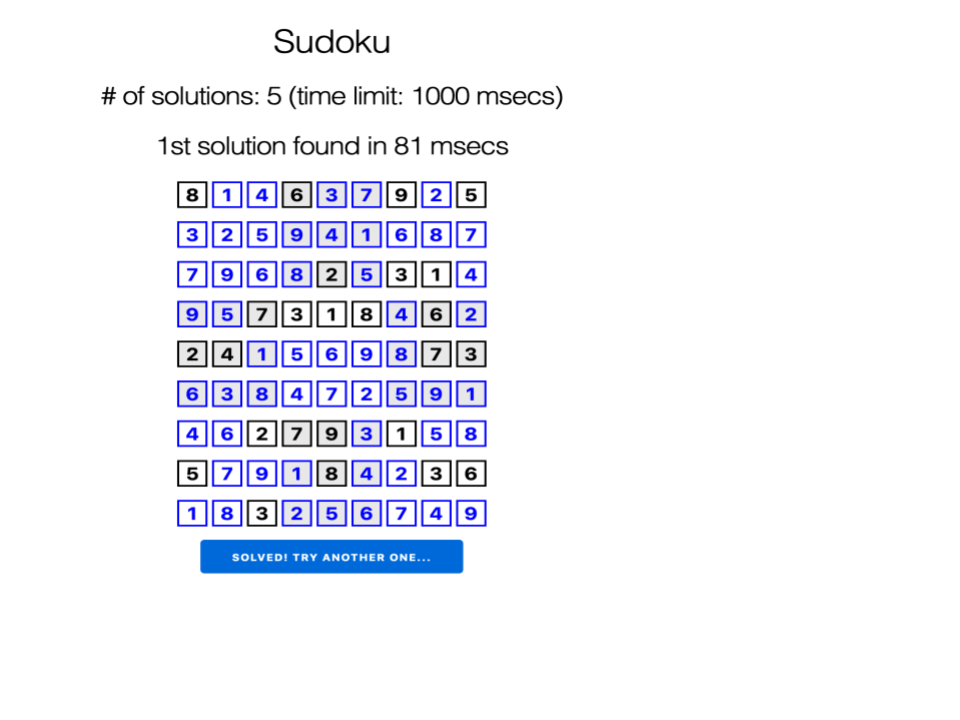 Sudoku
# of solutions: 5 (time limit: 1000 msecs)
1st solution found in 81 msecs
8 1 4 6 3 7 9 2 5
3 2 5 9 4 1 6 8 7
7 9 6 8 2 5 3 1 4
9 5 7 3 1 8 4 6 2
2 4 1 5 6 9 8 7 3
6 3 8 4 7 2 5 9 1
4 6 2 7 9 3 1 5 8
5 7 9 1 8 4 2 3 6
1 8 3 2 5 6 7 4 9
SOLVED! TRY ANOTHER ONE...